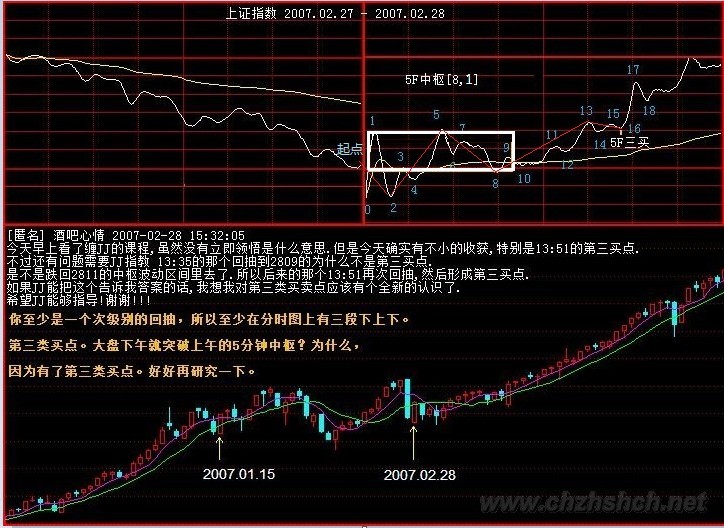 上证指数 2007.02.27 - 2007.02.28
5F中枢[8,1]
17
18
13
15
16
14
5F三买
11
12
1
5
7
9
起点
3
6
8
10
4
0
2
[匿名] 酒吧心情 2007-02-28 15:32:05
今天早上看了缠JJ的课程,虽然没有立即领悟是什么意思.但是今天确实有不小的收获,特别是13:51的第三买点.
不过还有问题需要JJ指数 13:35的那个回抽到2809的为什么不是第三买点.
是不是跌回2811的中枢波动区间里去了.所以后来的那个13:51再次回抽,然后形成第三买点.
如果JJ能把这个告诉我答案的话,我想我对第三类买卖点应该有个全新的认识了.
希望JJ能够指导!谢谢!!!
你至少是一个次级别的回抽，所以至少在分时图上有三段下上下。
第三类买点。大盘下午就突破上午的5分钟中枢？为什么，
因为有了第三类买点。好好再研究一下。
2007.01.15
2007.02.28
www.chzhshch.net